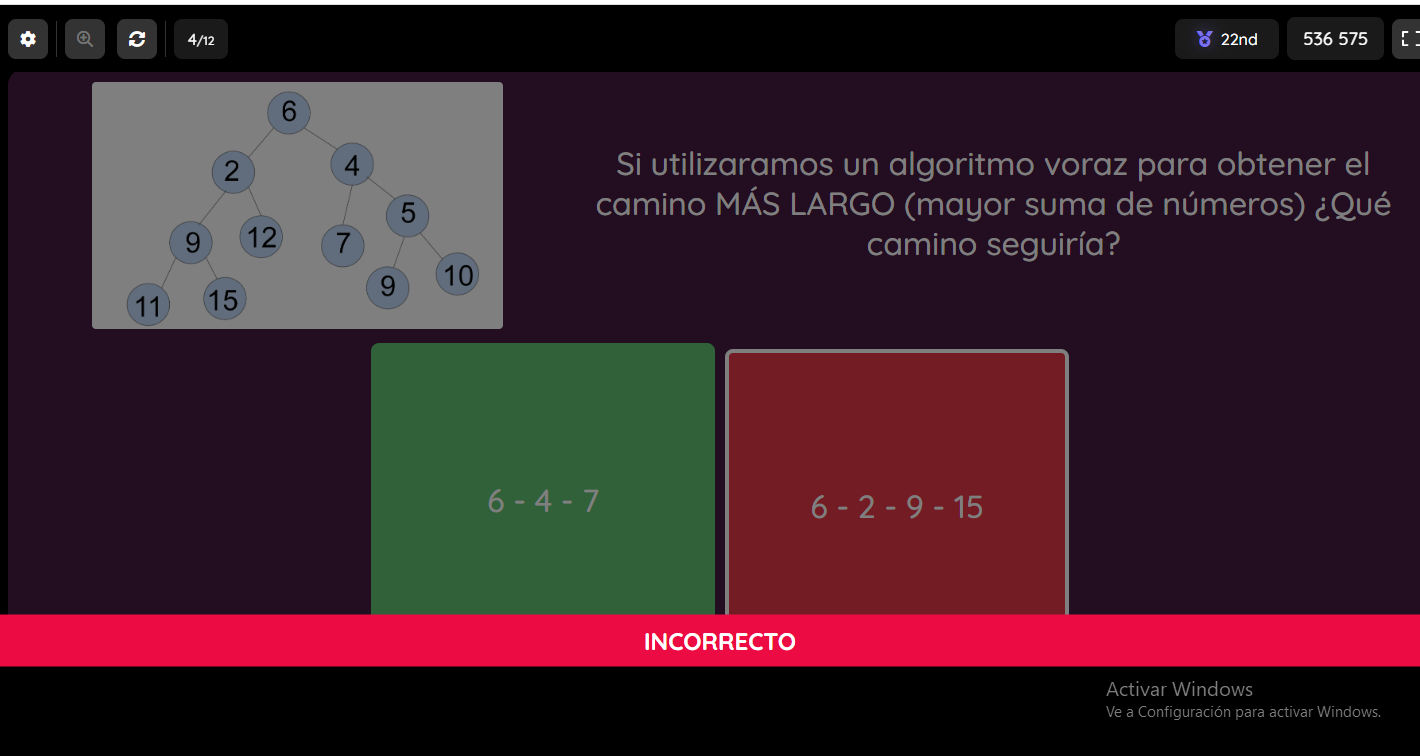 4/12
22nd
536 575
6
2
4
9
12
7
5
11
15
9
10
Si utilizaramos un algoritmo voraz para obtener el
camino MÁS LARGO (mayor suma de números) ¿Qué
camino seguiría?
6 - 4 - 7
6 - 2 - 9 - 15
INCORRECTO
Activar Windows
Ve a Configuración para activar Windows.